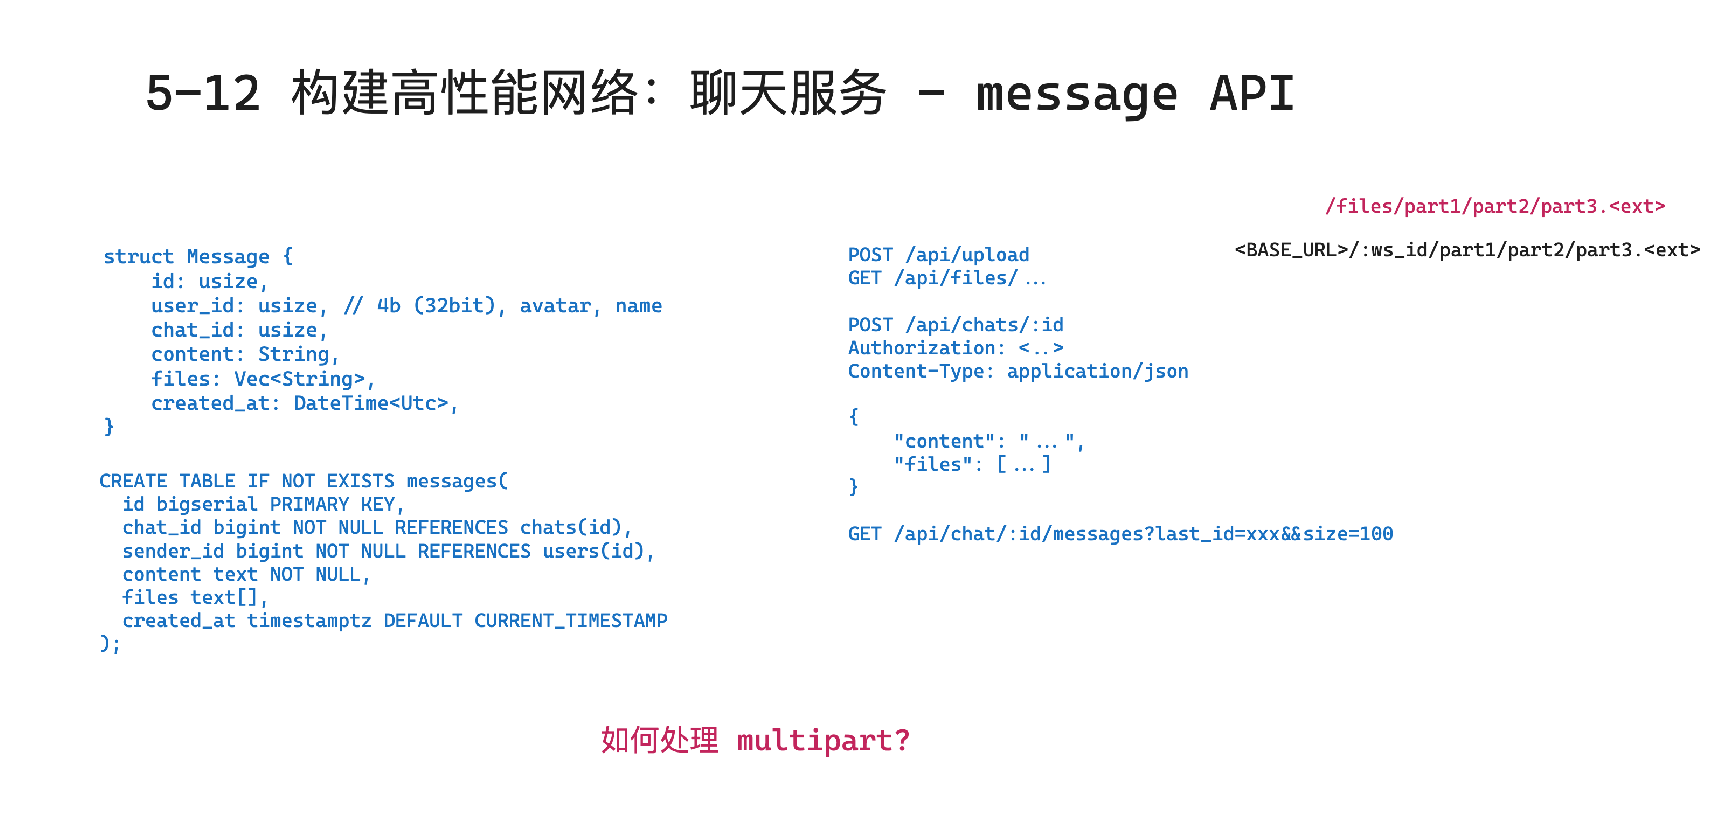 5-12 构建高性能网络：聊天服务 - message API
struct Message {
    id: usize,
    user_id: usize, // 4b (32bit), avatar, name
    chat_id: usize,
    content: String,
    files: Vec<String>,
    created_at: DateTime<Utc>,
}
CREATE TABLE IF NOT EXISTS messages(
  id bigserial PRIMARY KEY,
  chat_id bigint NOT NULL REFERENCES chats(id),
  sender_id bigint NOT NULL REFERENCES users(id),
  content text NOT NULL,
  files text[],
  created_at timestamptz DEFAULT CURRENT_TIMESTAMP
);
/files/part1/part2/part3.<ext>
<BASE_URL>/:ws_id/part1/part2/part3.<ext>
POST /api/upload
GET /api/files/...
POST /api/chats/:id
Authorization: <..>
Content-Type: application/json
{
    "content": "...",
    "files": [...]
}
GET /api/chat/:id/messages?last_id=xxx&&size=100
如何处理 multipart?